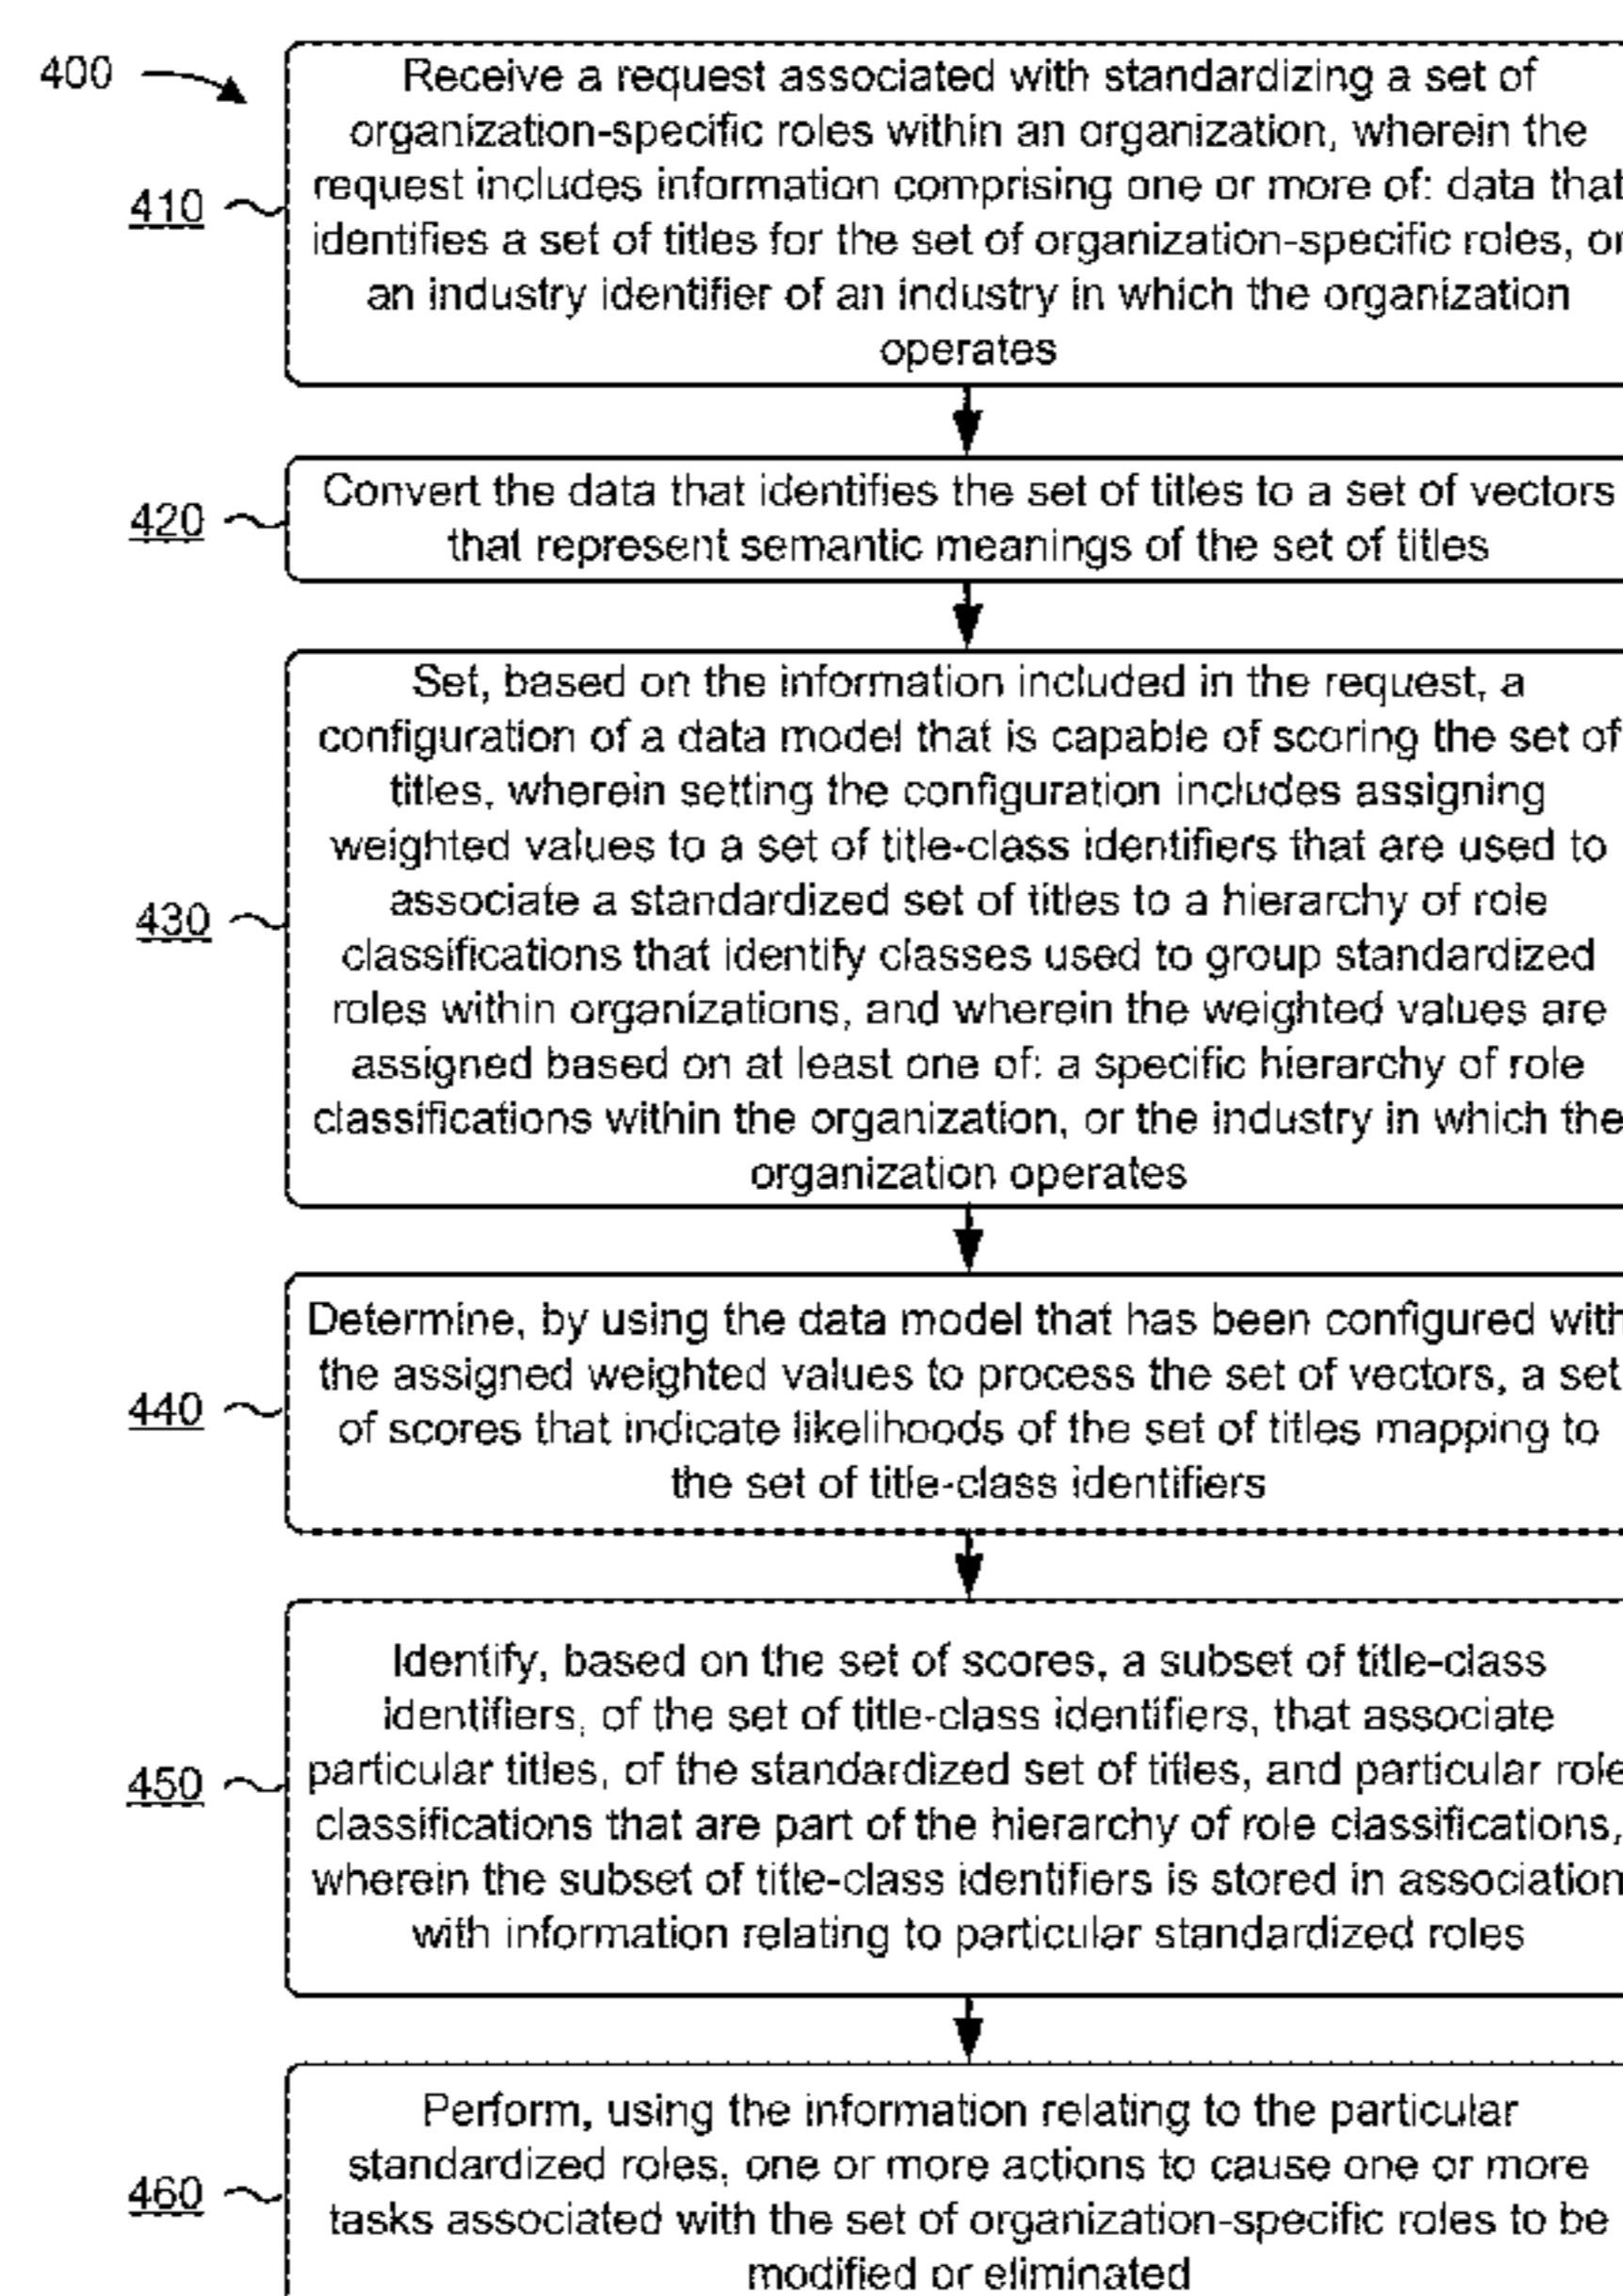 400
Receive a request associated with standardizing a set of
organization-specific roles within an organization, wherein the
request includes information comprising one or more of: data that
identifies a set of titles for the set of organization-specific roles, or
an industry identifier of an industry in which the organization
operates
410
Convert the data that identifies the set of titles to a set of vectors
that represent semantic meanings of the set of titles
420
Set, based on the information included in the request, a
configuration of a data model that is capable of scoring the set of
titles, wherein setting the configuration includes assigning
weighted values to a set of title-class identifiers that are used to
associate a standardized set of titles to a hierarchy of role
classifications that identify classes used to group standardized
roles within organizations, and wherein the weighted values are
assigned based on at least one of: a specific hierarchy of role
classifications within the organization, or the industry in which the
organization operates
430
Determine, by using the data model that has been configured with
the assigned weighted values to process the set of vectors, a set
of scores that indicate likelihoods of the set of titles mapping to
the set of title-class identifiers
440
Identify, based on the set of scores, a subset of title-class
identifiers, of the set of title-class identifiers, that associate
particular titles, of the standardized set of titles, and particular role
classifications that are part of the hierarchy of role classifications,
wherein the subset of title-class identifiers is stored in association
with information relating to particular standardized roles
450
Perform, using the information relating to the particular
standardized roles, one or more actions to cause one or more
tasks associated with the set of organization-specific roles to be
modified or eliminated
460